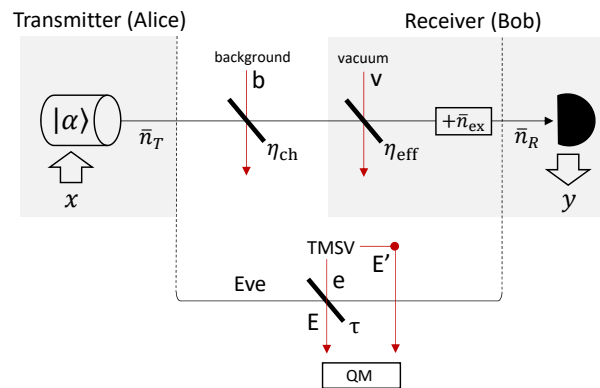 Transmitter (Alice)
Receiver (Bob)
background
b
vacuum
v
|α⟩
n̄_T
η_ch
η_eff
+n̄_ex
n̄_R
x
y
TMSV
E’
e
Eve
E
τ
QM